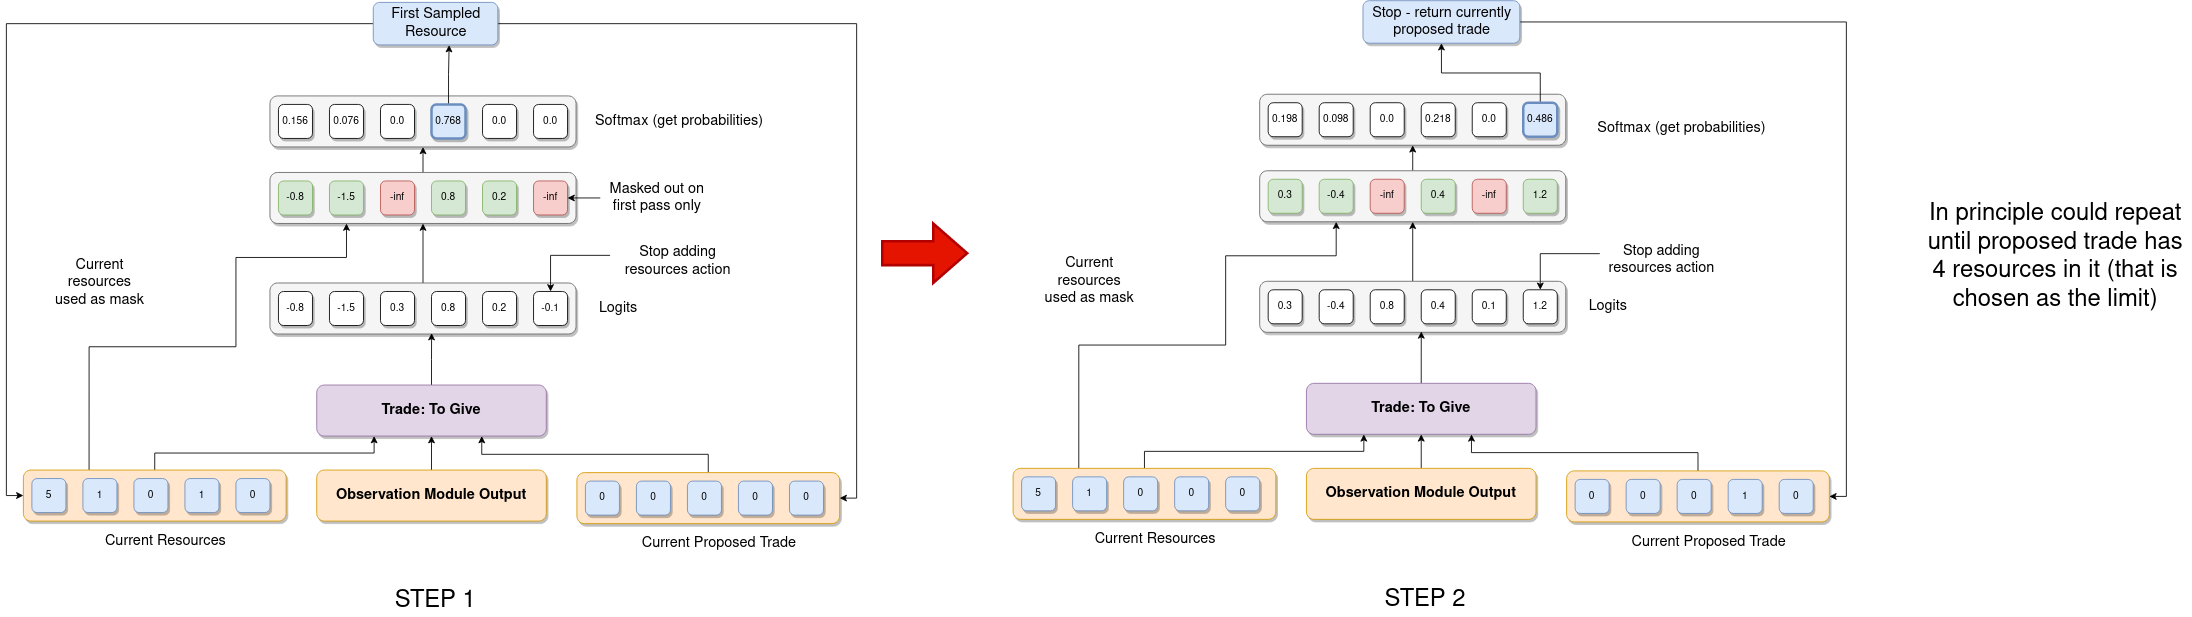 First Sampled
Resource
0.156 0.076 0.0 0.768 0.0 0.0
Softmax (get probabilities)
-0.8 -1.5 -inf 0.8 0.2 -inf
Masked out on
first pass only
Stop adding
resources action
Current
resources
used as mask
-0.8 -1.5 0.3 0.8 0.2 -0.1
Logits
Trade: To Give
5 1 0 1 0
Observation Module Output
0 0 0 0 0
Current Resources
Current Proposed Trade
STEP 1
Stop - return currently
proposed trade
0.198 0.098 0.0 0.218 0.0 0.486
Softmax (get probabilities)
0.3 -0.4 -inf 0.4 -inf 1.2
Stop adding
resources action
Current
resources
used as mask
0.3 -0.4 0.8 0.4 0.1 1.2
Logits
Trade: To Give
5 1 0 0 0
Observation Module Output
0 0 0 1 0
Current Resources
Current Proposed Trade
STEP 2
In principle could repeat
until proposed trade has
4 resources in it (that is
chosen as the limit)